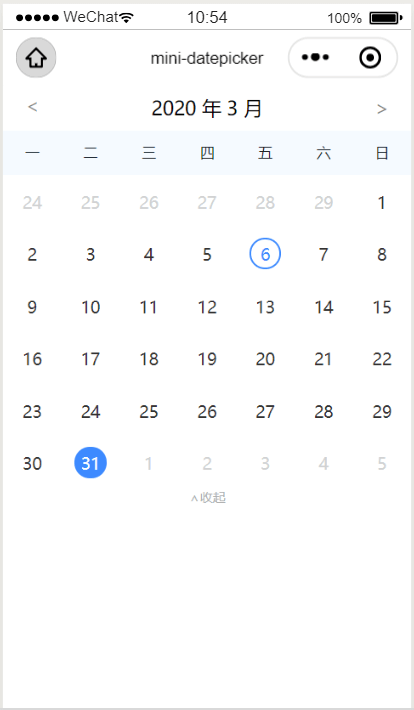 WeChat 10:54 100%
mini-datepicker
< 2020 年 3 月 >
一 二 三 四 五 六 日
24 25 26 27 28 29 1
2 3 4 5 6 7 8
9 10 11 12 13 14 15
16 17 18 19 20 21 22
23 24 25 26 27 28 29
30 31 1 2 3 4 5
^收起